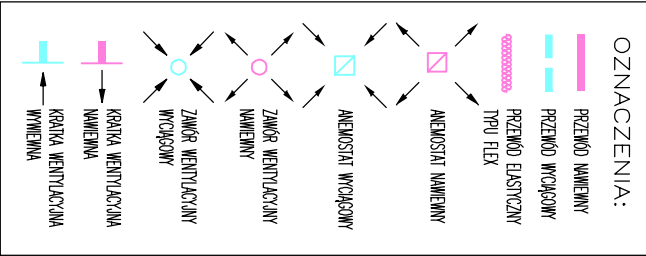 OZNACZENIA:
PRZEWÓD NAWIEWNY
PRZEWÓD WYCIĄGOWY
PRZEWÓD ELASTYCZNY
TYPU FLEX
ANEMOSTAT NAWIEWNY
ANEMOSTAT WYCIĄGOWY
ZAWÓR WENTYLACYJNY
NAWIEWNY
ZAWÓR WENTYLACYJNY
WYCIĄGOWY
KRATKA WENTYLACYJNA
NAWIEWNA
KRATKA WENTYLACYJNA
WYWIEWNA